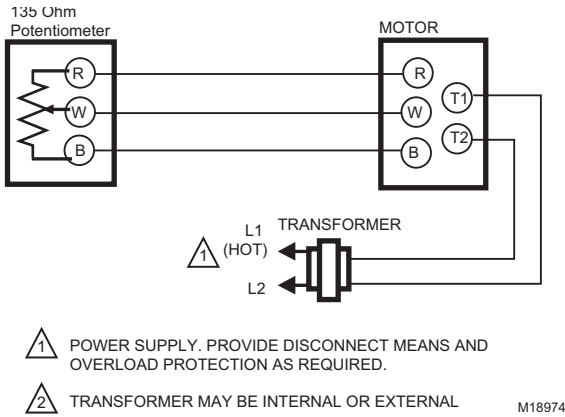 135 Ohm
Potentiometer
MOTOR
R
R
T1
W
W
T2
B
B
L1
TRANSFORMER
1
(HOT)
L2
1
POWER SUPPLY. PROVIDE DISCONNECT MEANS AND
OVERLOAD PROTECTION AS REQUIRED.
2
TRANSFORMER MAY BE INTERNAL OR EXTERNAL
M18974